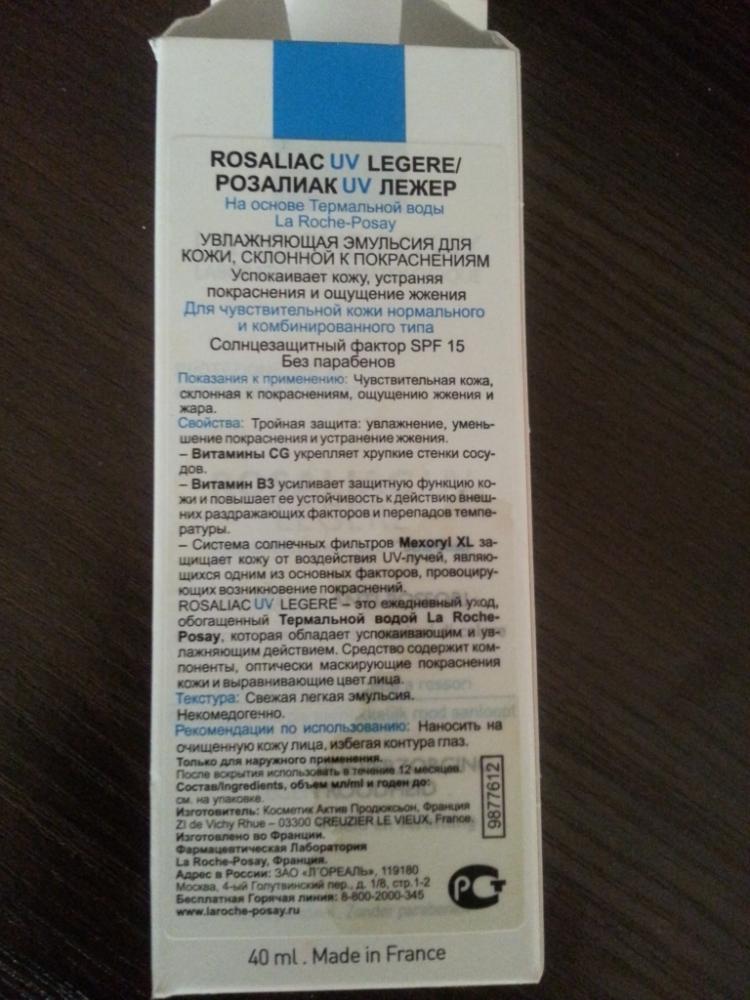 ROSALIAC UV LEGERE/
РОЗАЛИАК UV ЛЕЖЕР
На основе Термальной воды
La Roche-Posay
УВЛАЖНЯЮЩАЯ ЭМУЛЬСИЯ ДЛЯ
КОЖИ, СКЛОННОЙ К ПОКРАСНЕНИЯМ
Успокаивает кожу, устраняя
покраснения и ощущение жжения
Для чувствительной кожи нормального
и комбинированного типа
Солнцезащитный фактор SPF 15
Без парабенов
Показания к применению: Чувствительная кожа,
склонная к покраснениям, ощущению жжения и
жара.
Свойства: Тройная защита: увлажнение, умень-
шение покраснения и устранение жжения.
– Витамины CG укрепляет хрупкие стенки сосу-
дов.
– Витамин В3 усиливает защитную функцию ко-
жи и повышает ее устойчивость к действию внеш-
них раздражающих факторов и перепадов темпе-
ратуры.
– Система солнечных фильтров Mexoryl XL за-
щищает кожу от воздействия UV-лучей, являю-
щихся одним из основных факторов, провоциру-
ющих возникновение покраснений.
ROSALIAC UV LEGERE – это ежедневный уход,
обогащенный Термальной водой La Roche-
Posay, которая обладает успокаивающим и ув-
лажняющим действием. Средство содержит ком-
поненты, оптически маскирующие покраснения
кожи и выравнивающие цвет лица.
Текстура: Свежая легкая эмульсия.
Некомедогенно.
Рекомендации по использованию: Наносить на
очищенную кожу лица, избегая контура глаз.
Только для наружного применения.
После вскрытия использовать в течение 12 месяцев.
Состав/Ingredients, объем мл/ml и годен до:
см. на упаковке.
Изготовитель: Косметик Актив Продюксьон, Франция
ZI de Vichy Rhue – 03300 CREUZIER LE VIEUX, France.
Изготовлено во Франции.
Фармацевтическая Лаборатория
La Roche-Posay, Франция.
Адрес в России: ЗАО «Л'ОРЕАЛЬ», 119180
Москва, 4-ый Голутвинский пер., д. 1/8, стр.1-2
Бесплатная Горячая линия: 8-800-2000-345
www.laroche-posay.ru
9877612
РСТ
40 ml . Made in France